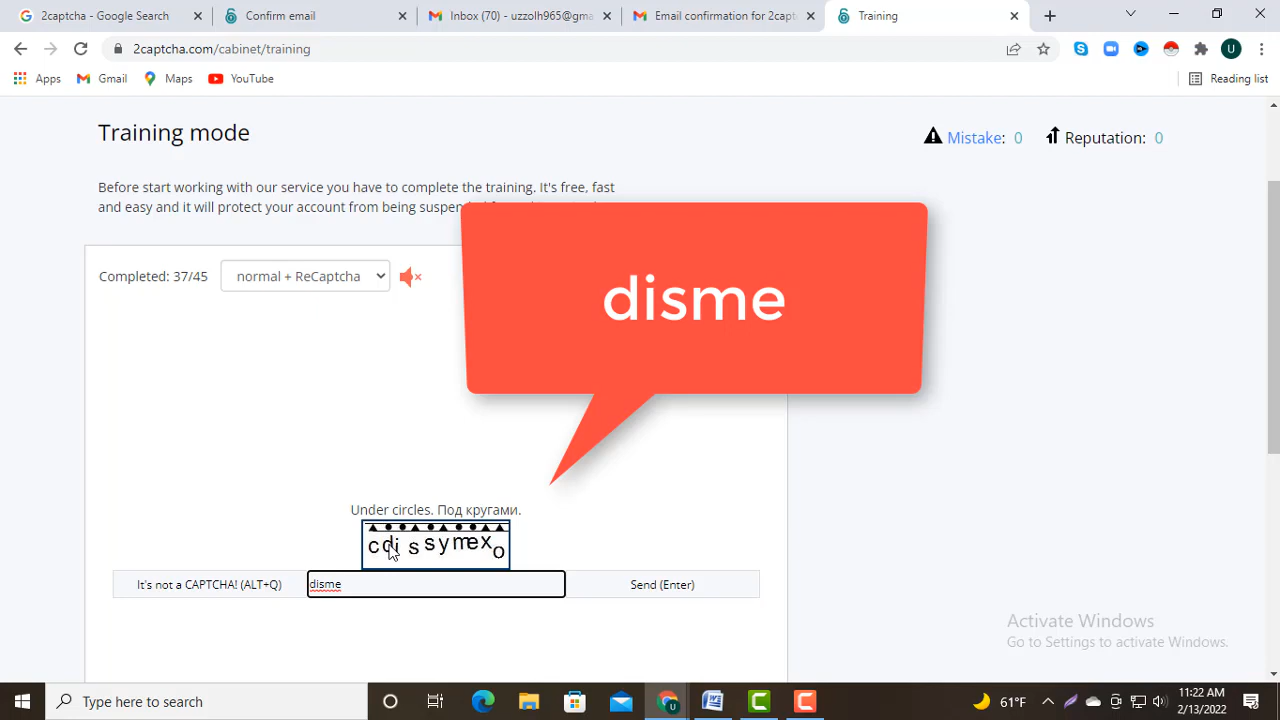 2captcha - Google Search
Confirm email
Inbox (70) - uzzolh965@gma
Email confirmation for 2capt
Training
2captcha.com/cabinet/training
U
Apps
Gmail
Maps
YouTube
Reading list
Training mode
Mistake: 0
Reputation: 0
Before start working with our service you have to complete the training. It's free, fast
and easy and it will protect your account from being suspended
Completed: 37/45
normal + ReCaptcha
disme
Under circles. Под кругами.
cdissymexo
It's not a CAPTCHA! (ALT+Q)
disme
Send (Enter)
Activate Windows
Go to Settings to activate Windows.
Type here to search
61°F
11:22 AM
2/13/2022